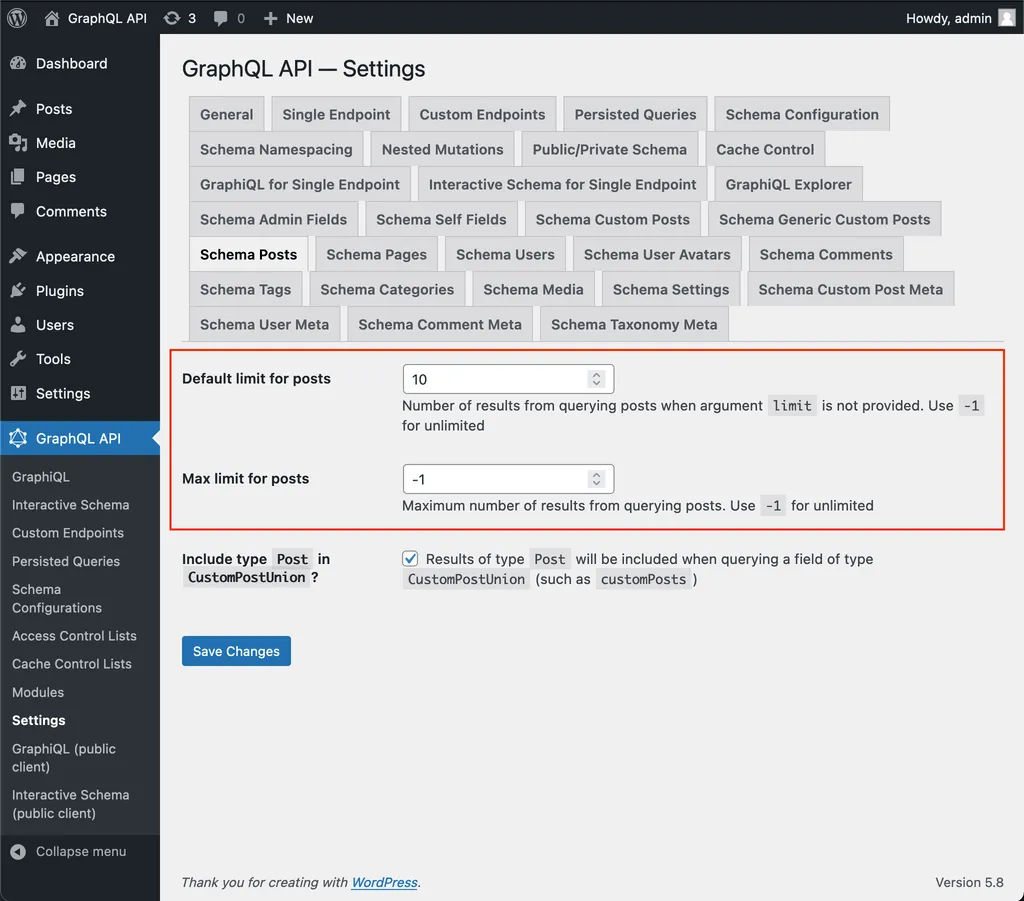 GraphQL API 3 0 New Howdy, admin
Dashboard
Posts
Media
Pages
Comments
Appearance
Plugins
Users
Tools
Settings
GraphQL API
GraphiQL
Interactive Schema
Custom Endpoints
Persisted Queries
Schema
Configurations
Access Control Lists
Cache Control Lists
Modules
Settings
GraphiQL (public
client)
Interactive Schema
(public client)
Collapse menu
GraphQL API — Settings
General Single Endpoint Custom Endpoints Persisted Queries Schema Configuration
Schema Namespacing Nested Mutations Public/Private Schema Cache Control
GraphiQL for Single Endpoint Interactive Schema for Single Endpoint GraphiQL Explorer
Schema Admin Fields Schema Self Fields Schema Custom Posts Schema Generic Custom Posts
Schema Posts Schema Pages Schema Users Schema User Avatars Schema Comments
Schema Tags Schema Categories Schema Media Schema Settings Schema Custom Post Meta
Schema User Meta Schema Comment Meta Schema Taxonomy Meta
Default limit for posts 10
Number of results from querying posts when argument limit is not provided. Use -1
for unlimited
Max limit for posts -1
Maximum number of results from querying posts. Use -1 for unlimited
Include type Post in
CustomPostUnion ?
Results of type Post will be included when querying a field of type
CustomPostUnion (such as customPosts )
Save Changes
Thank you for creating with WordPress. Version 5.8